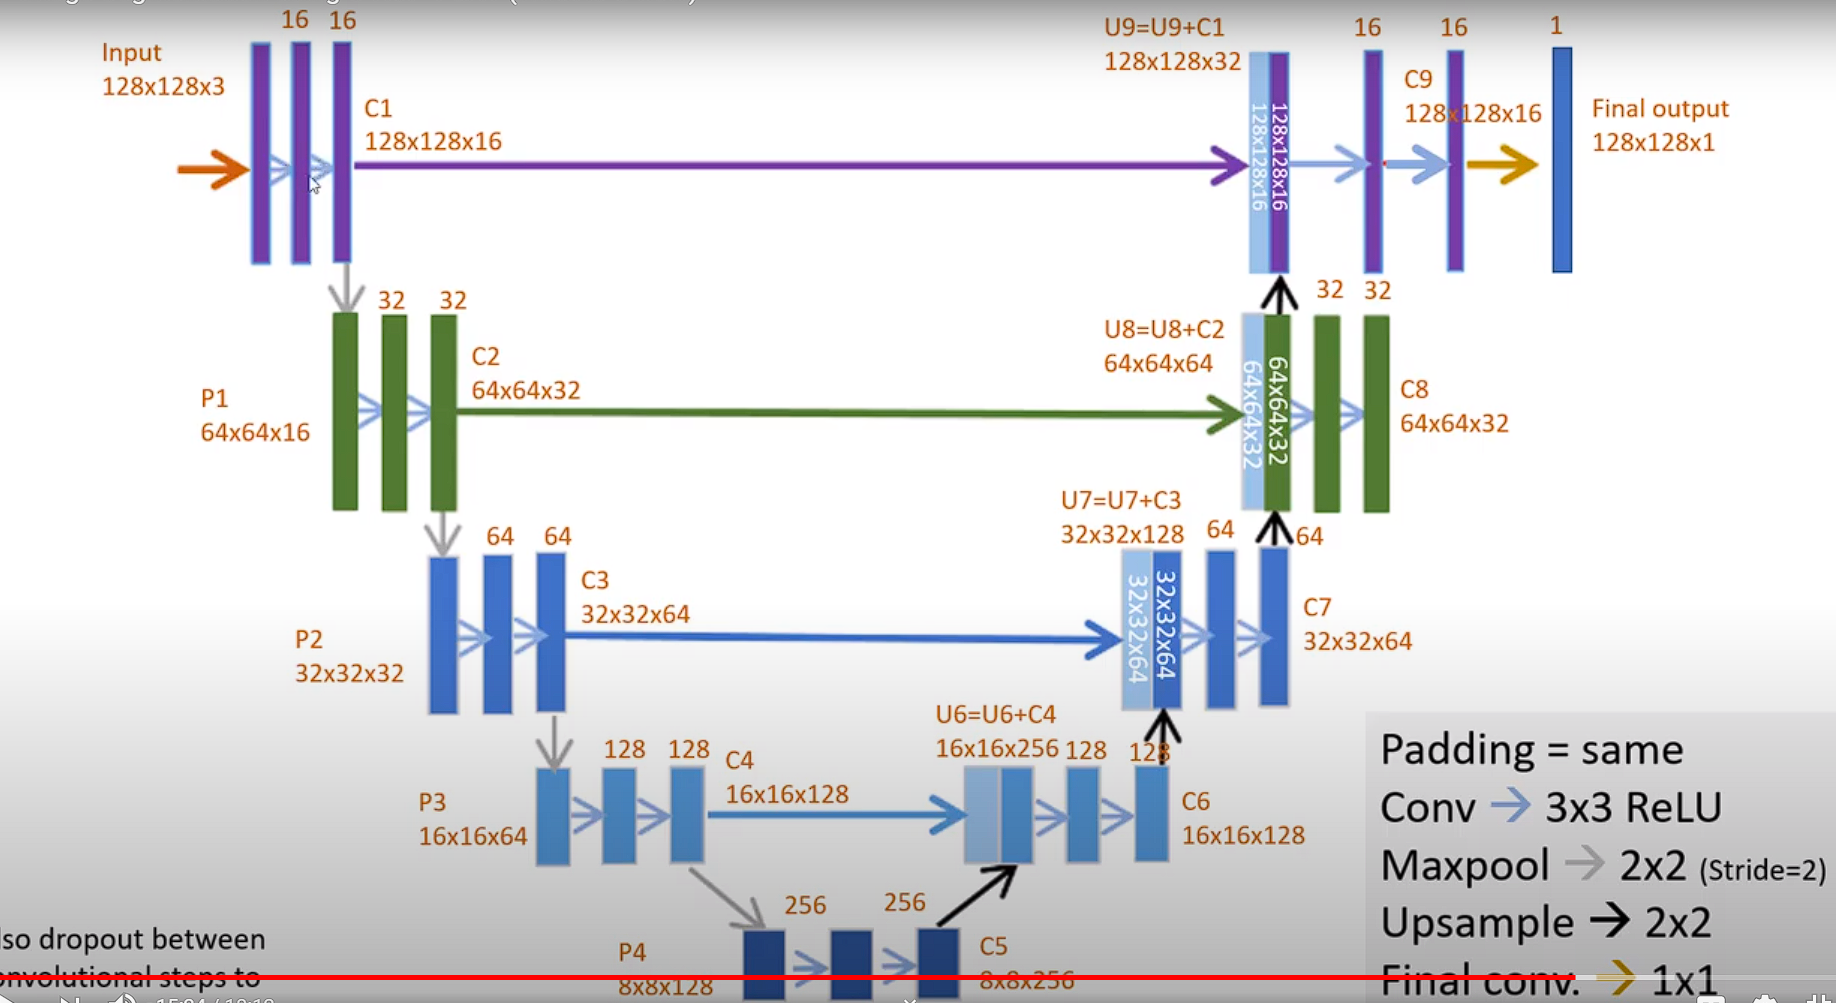 16 16
Input
128x128x3
C1
128x128x16
U9=U9+C1
128x128x32
128x128x16
128x128x16
16
16
C9
128x128x16
1
Final output
128x128x1
32
32
P1
64x64x16
C2
64x64x32
U8=U8+C2
64x64x64
64x64x32
64x64x32
32 32
C8
64x64x32
64
64
P2
32x32x32
C3
32x32x64
U7=U7+C3
32x32x128
32x32x64
32x32x64
64
64
C7
32x32x64
128
128
P3
16x16x64
C4
16x16x128
U6=U6+C4
16x16x256
128
128
C6
16x16x128
256
256
P4
8x8x128
C5
8x8x256
Padding = same
Conv → 3x3 ReLU
Maxpool → 2x2 (Stride=2)
Upsample → 2x2
Final conv. → 1x1
lso dropout between
onvolutional steps to